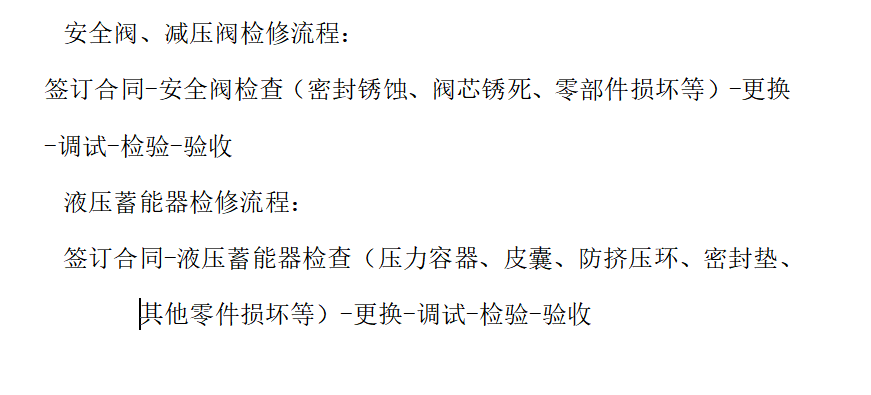 安全阀、减压阀检修流程：
签订合同-安全阀检查（密封锈蚀、阀芯锈死、零部件损坏等）-更换
-调试-检验-验收
液压蓄能器检修流程：
签订合同-液压蓄能器检查（压力容器、皮囊、防挤压环、密封垫、
其他零件损坏等）-更换-调试-检验-验收